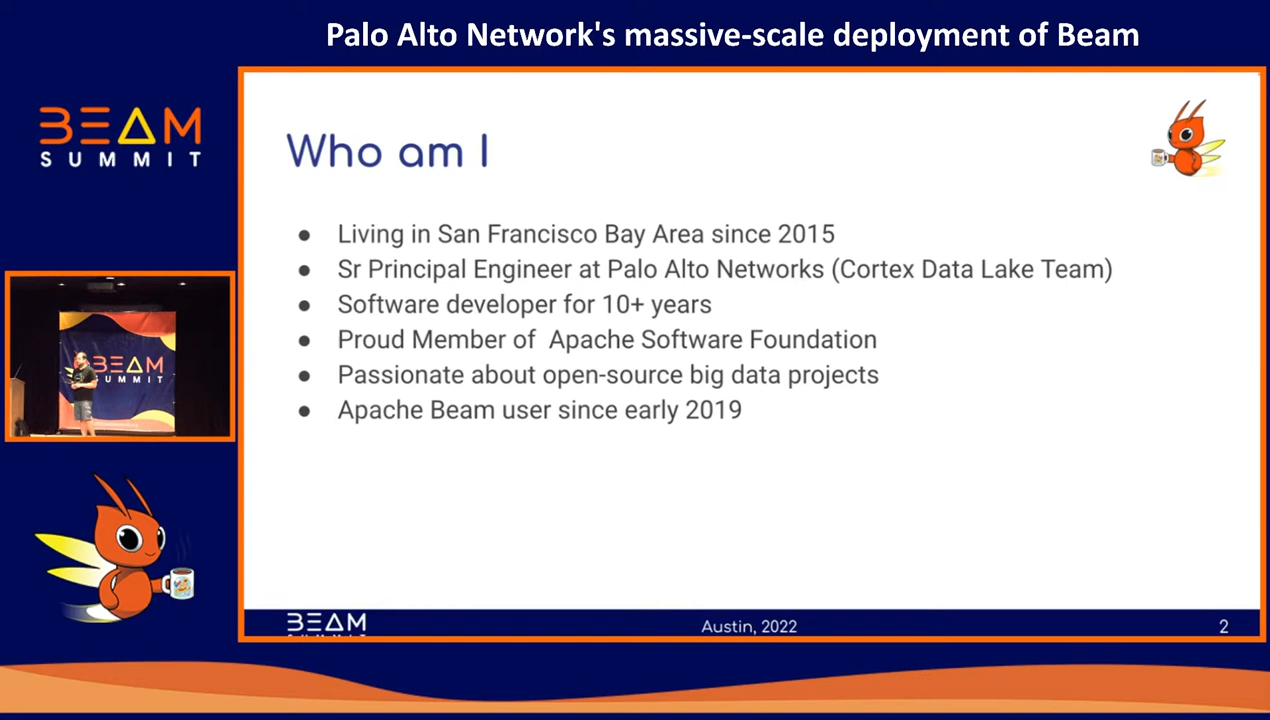 Palo Alto Network's massive-scale deployment of Beam
BEAM
SUMMIT
Who am I
● Living in San Francisco Bay Area since 2015
● Sr Principal Engineer at Palo Alto Networks (Cortex Data Lake Team)
● Software developer for 10+ years
● Proud Member of Apache Software Foundation
● Passionate about open-source big data projects
● Apache Beam user since early 2019
BEAM
SUMMIT
BEAM
Austin, 2022
2